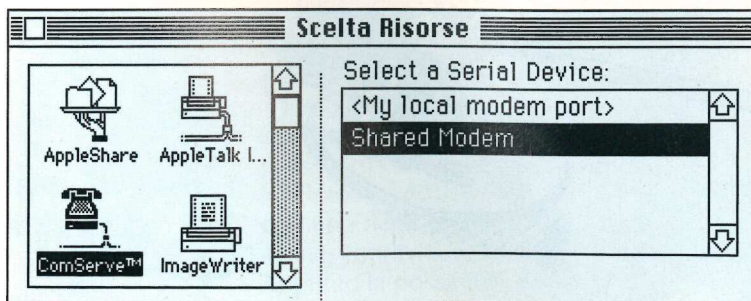 Scelta Risorse
AppleShare
AppleTalk I...
ComServe™
ImageWriter
Select a Serial Device:
<My local modem port>
Shared Modem